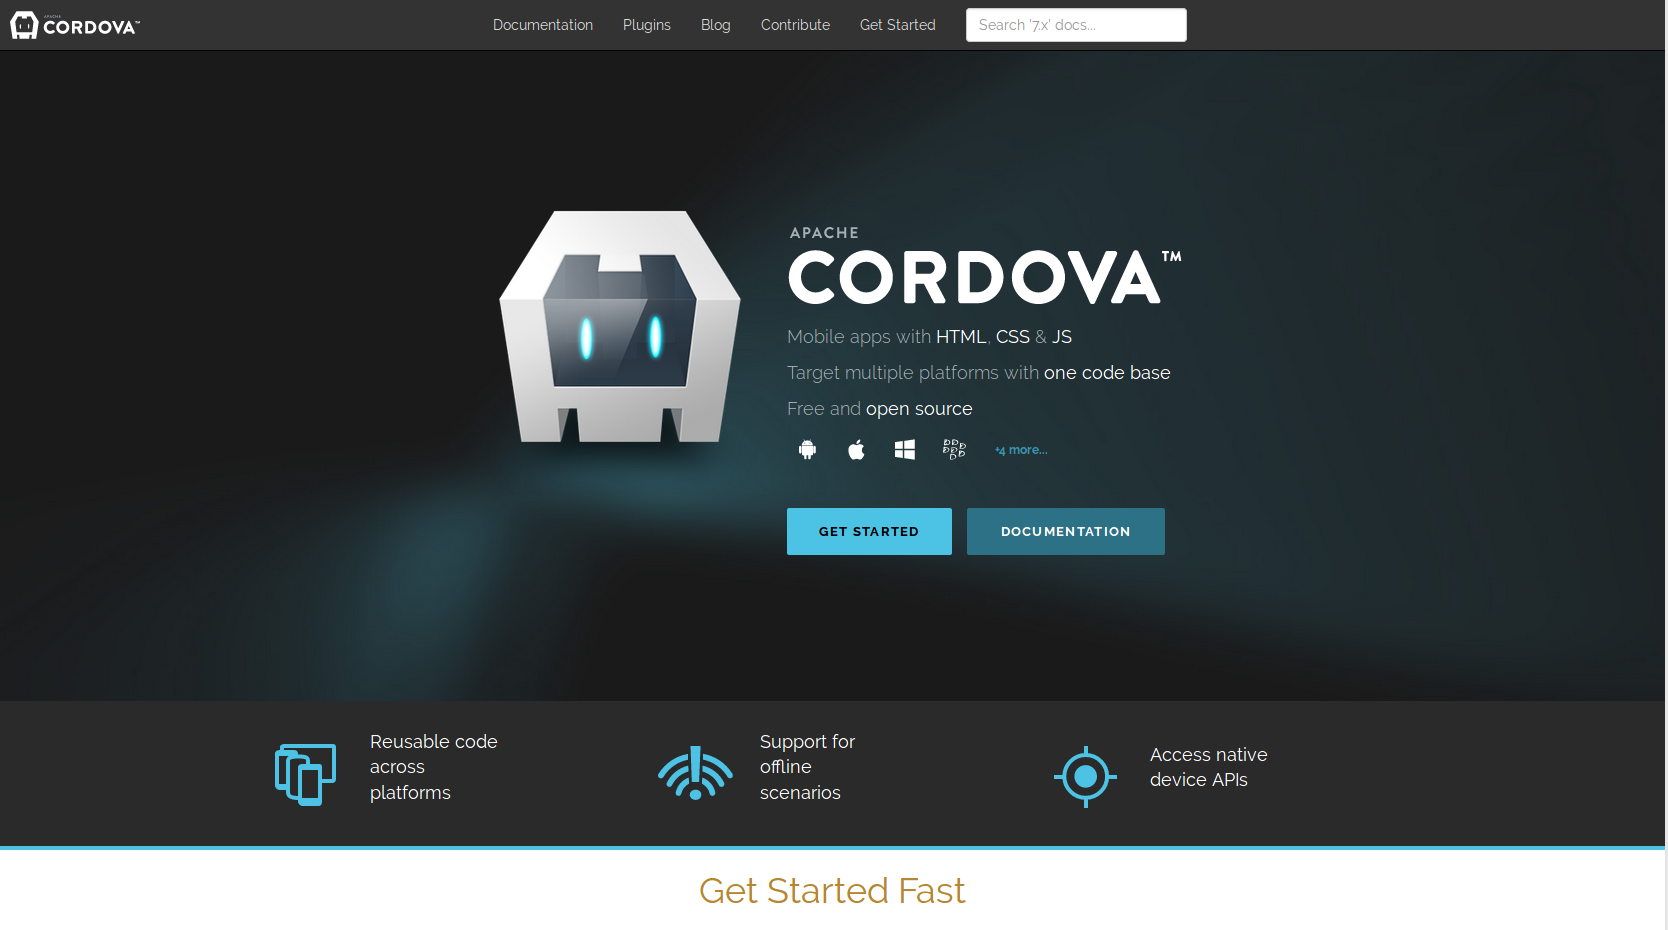 APACHE
CORDOVA™
Documentation
Plugins
Blog
Contribute
Get Started
Search '7.x' docs...
APACHE
CORDOVA™
Mobile apps with HTML, CSS & JS
Target multiple platforms with one code base
Free and open source
+4 more...
GET STARTED
DOCUMENTATION
Reusable code
across
platforms
Support for
offline
scenarios
Access native
device APIs
Get Started Fast